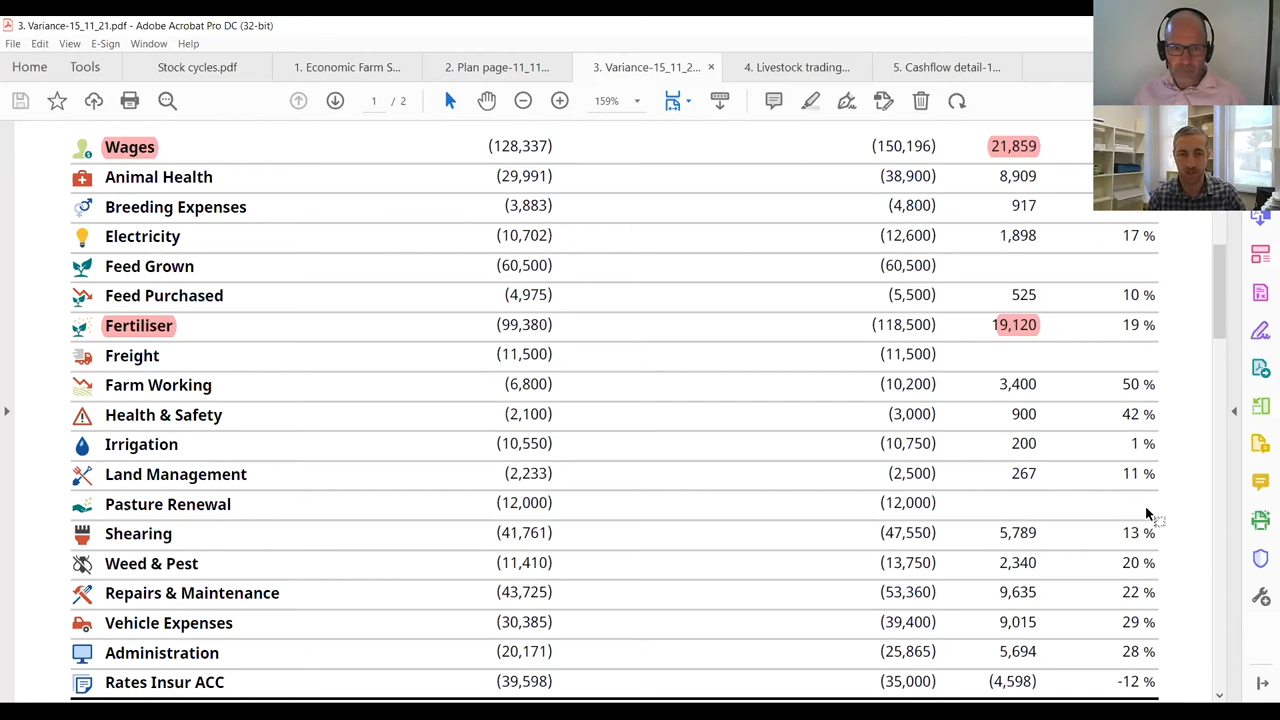 3. Variance-15_11_21.pdf - Adobe Acrobat Pro DC (32-bit)
File Edit View E-Sign Window Help
Home Tools Stock cycles.pdf 1. Economic Farm S... 2. Plan page-11_11... 3. Variance-15_11_2... × 4. Livestock trading... 5. Cashflow detail-1...
1 / 2 159%
Wages (128,337) (150,196) 21,859
Animal Health (29,991) (38,900) 8,909
Breeding Expenses (3,883) (4,800) 917
Electricity (10,702) (12,600) 1,898 17 %
Feed Grown (60,500) (60,500)
Feed Purchased (4,975) (5,500) 525 10 %
Fertiliser (99,380) (118,500) 19,120 19 %
Freight (11,500) (11,500)
Farm Working (6,800) (10,200) 3,400 50 %
Health & Safety (2,100) (3,000) 900 42 %
Irrigation (10,550) (10,750) 200 1 %
Land Management (2,233) (2,500) 267 11 %
Pasture Renewal (12,000) (12,000)
Shearing (41,761) (47,550) 5,789 13 %
Weed & Pest (11,410) (13,750) 2,340 20 %
Repairs & Maintenance (43,725) (53,360) 9,635 22 %
Vehicle Expenses (30,385) (39,400) 9,015 29 %
Administration (20,171) (25,865) 5,694 28 %
Rates Insur ACC (39,598) (35,000) (4,598) -12 %